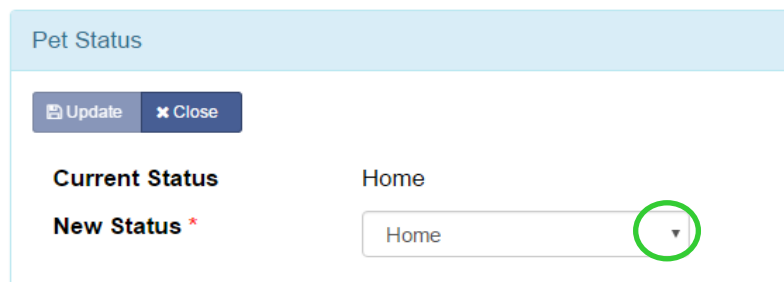 Pet Status
Update Close
Current Status Home
New Status * Home